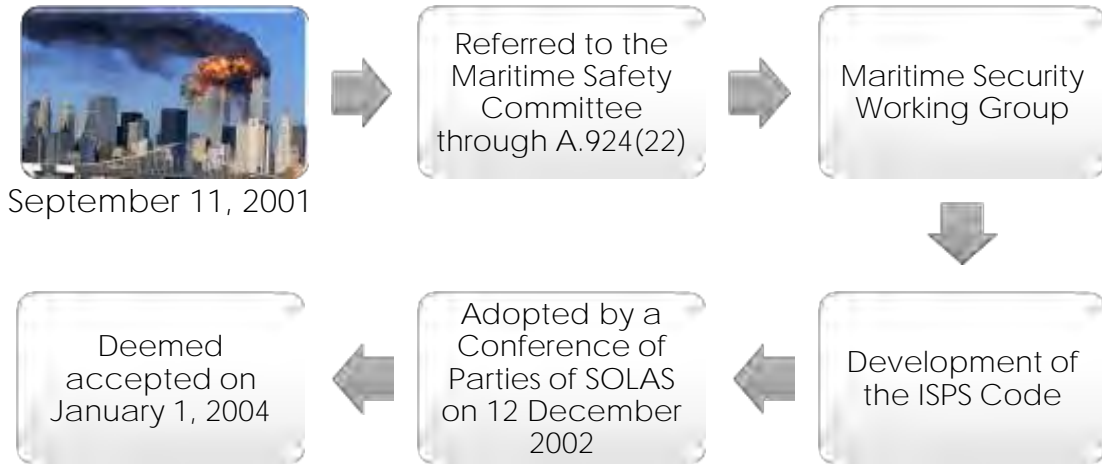 September 11, 2001
Referred to the
Maritime Safety
Committee
through A.924(22)
Maritime Security
Working Group
Development of
the ISPS Code
Adopted by a
Conference of
Parties of SOLAS
on 12 December
2002
Deemed
accepted on
January 1, 2004